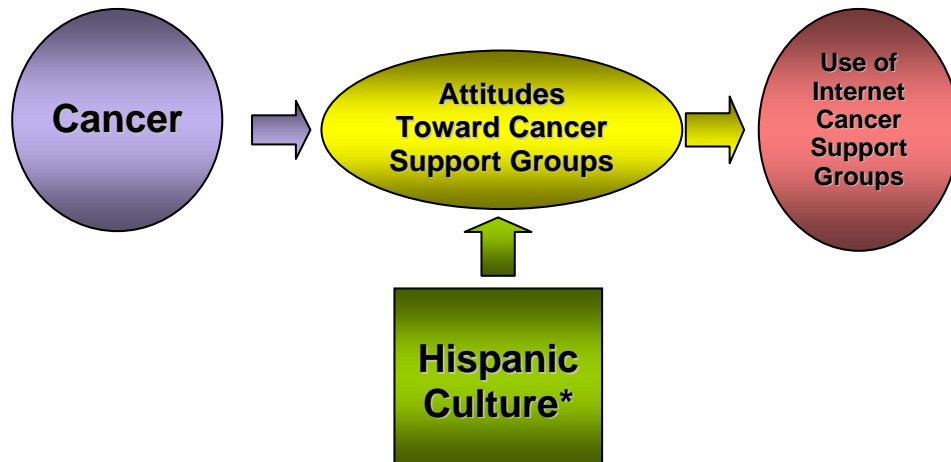 Cancer
Attitudes
Toward Cancer
Support Groups
Use of
Internet
Cancer
Support
Groups
Hispanic
Culture*